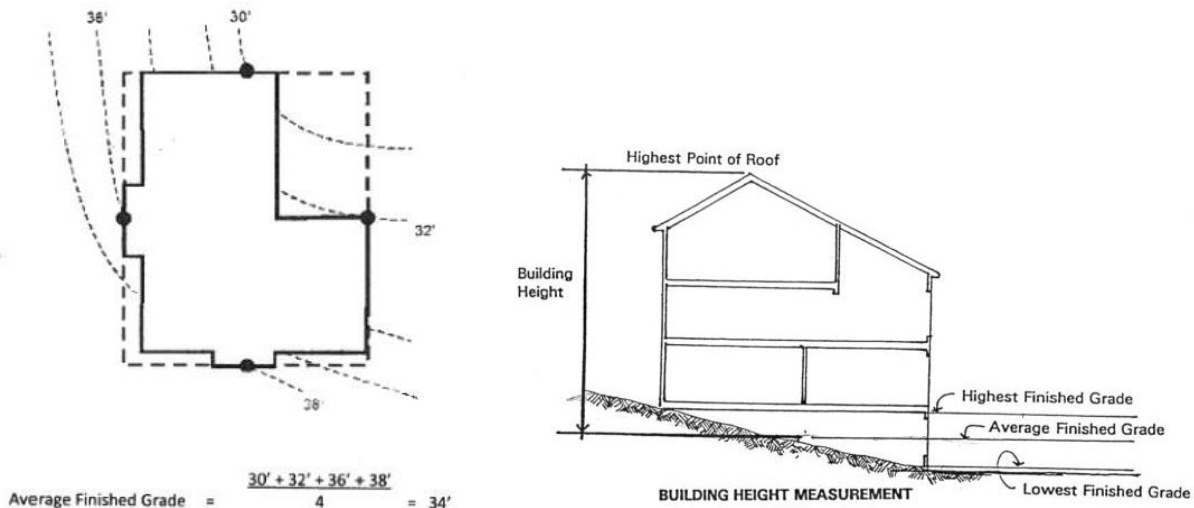 36'
30'
32'
38'
30' + 32' + 36' + 38'
Average Finished Grade = 4 = 34'
Highest Point of Roof
Building
Height
Highest Finished Grade
Average Finished Grade
Lowest Finished Grade
BUILDING HEIGHT MEASUREMENT